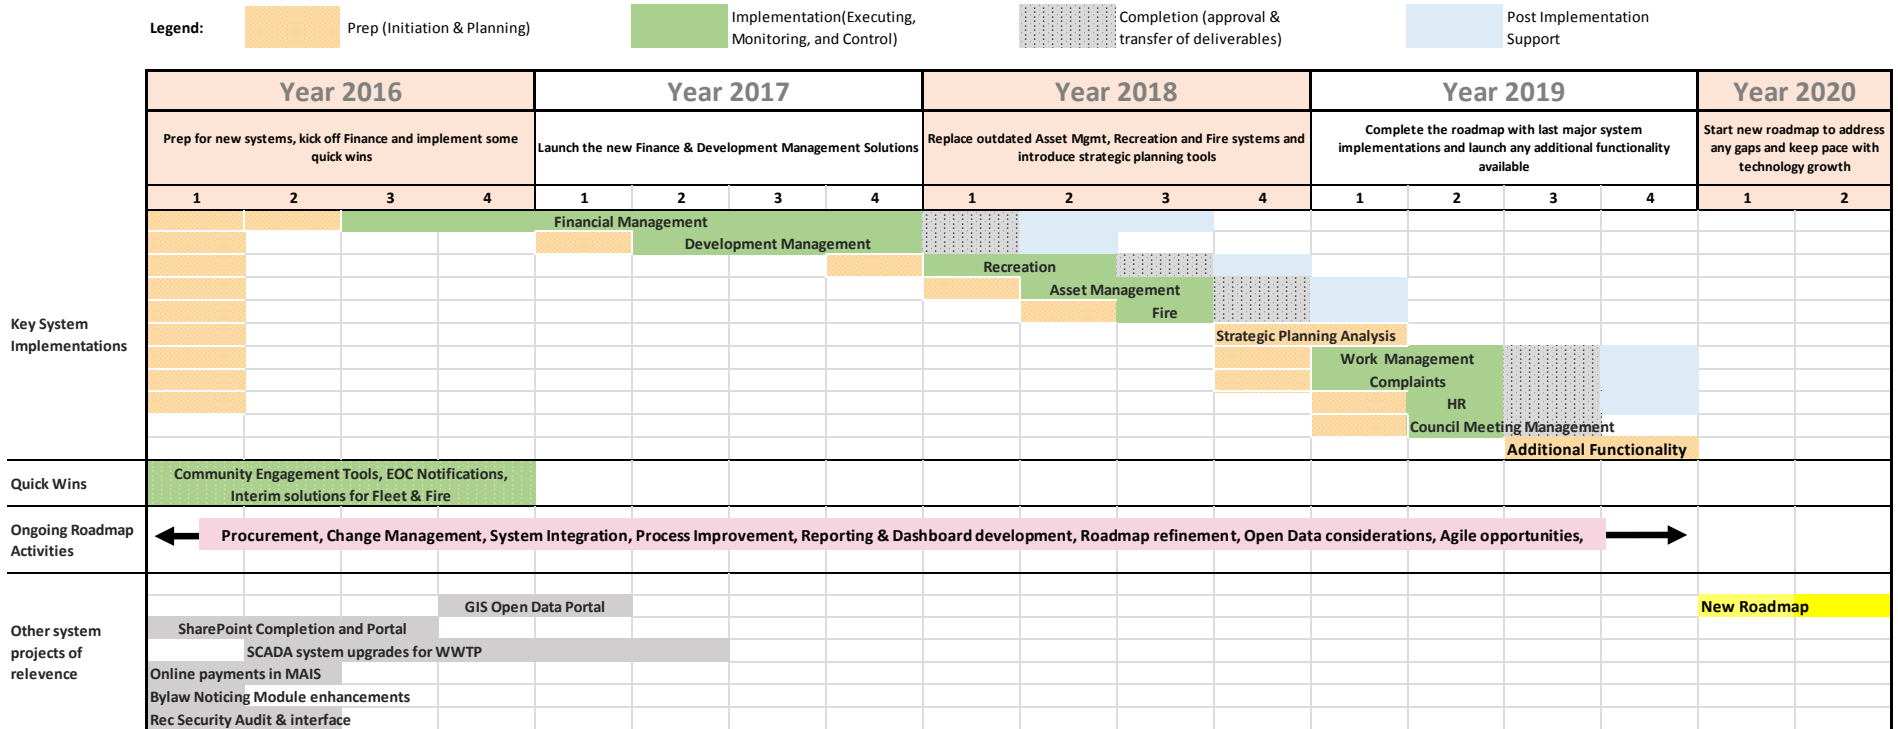 Legend:
Prep (Initiation & Planning)
Implementation(Executing,
Monitoring, and Control)
Completion (approval &
transfer of deliverables)
Post Implementation
Support
Year 2016
Year 2017
Year 2018
Year 2019
Year 2020
Prep for new systems, kick off Finance and implement some
quick wins
Launch the new Finance & Development Management Solutions
Replace outdated Asset Mgmt, Recreation and Fire systems and
introduce strategic planning tools
Complete the roadmap with last major system
implementations and launch any additional functionality
available
Start new roadmap to address
any gaps and keep pace with
technology growth
1 2 3 4 1 2 3 4 1 2 3 4 1 2 3 4 1 2
Key System
Implementations
Financial Management
Development Management
Recreation
Asset Management
Fire
Strategic Planning Analysis
Work Management
Complaints
HR
Council Meeting Management
Additional Functionality
Quick Wins
Community Engagement Tools, EOC Notifications,
Interim solutions for Fleet & Fire
Ongoing Roadmap
Activities
Procurement, Change Management, System Integration, Process Improvement, Reporting & Dashboard development, Roadmap refinement, Open Data considerations, Agile opportunities,
Other system
projects of
relevence
GIS Open Data Portal
New Roadmap
SharePoint Completion and Portal
SCADA system upgrades for WWTP
Online payments in MAIS
Bylaw Noticing Module enhancements
Rec Security Audit & interface